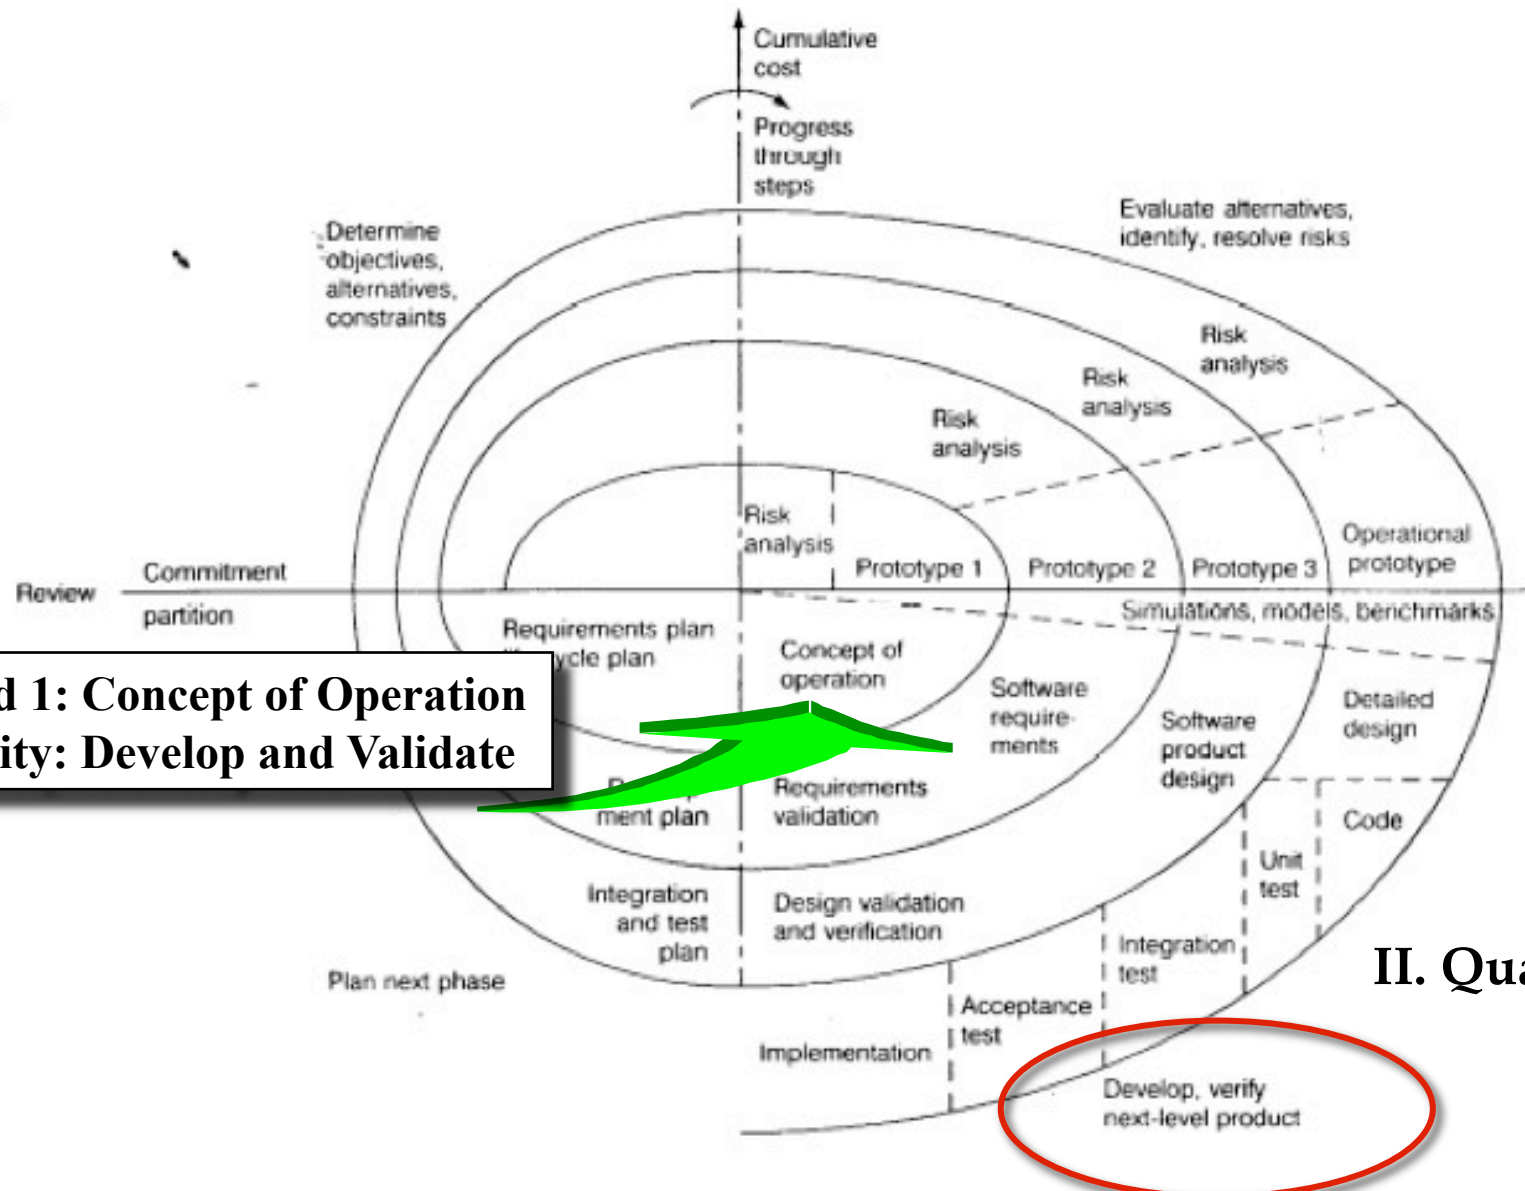 Cumulative
cost
Progress
through
steps
Determine
objectives,
alternatives,
constraints
Evaluate alternatives,
identify, resolve risks
Risk
analysis
Risk
analysis
Risk
analysis
Risk
analysis
Operational
prototype
Prototype 1
Prototype 2
Prototype 3
Review
Commitment
partition
Simulations, models, benchmarks
Requirements plan
cycle plan
Concept of
operation
Software
require-
ments
Software
product
design
Detailed
design
d 1: Concept of Operation
ity: Develop and Validate
ment plan
Requirements
validation
Code
Unit
test
Integration
and test
plan
Design validation
and verification
Integration
test
II. Qua
Plan next phase
Acceptance
test
Implementation
Develop, verify
next-level product